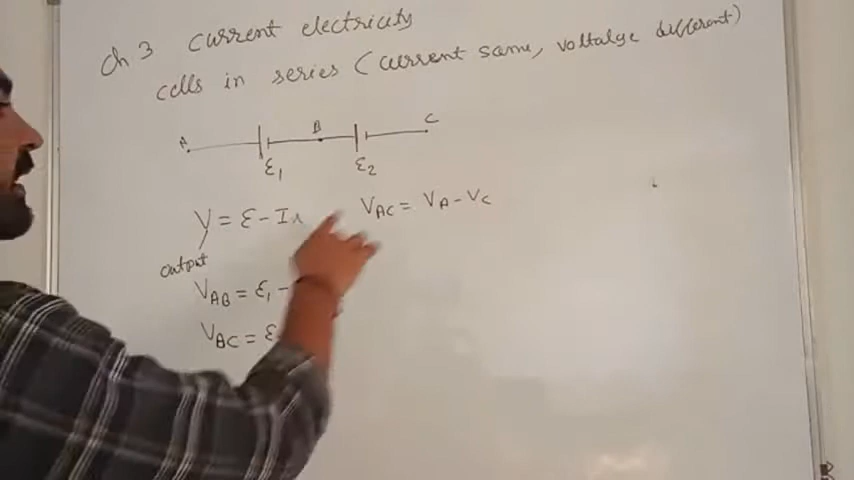 Ch 3 current electricity
cells in series (current same, voltalge different)
A B C
ε1 ε2
V = ε - Ir
VAC = VA - VC
output
VAB = ε1 -
VBC = ε